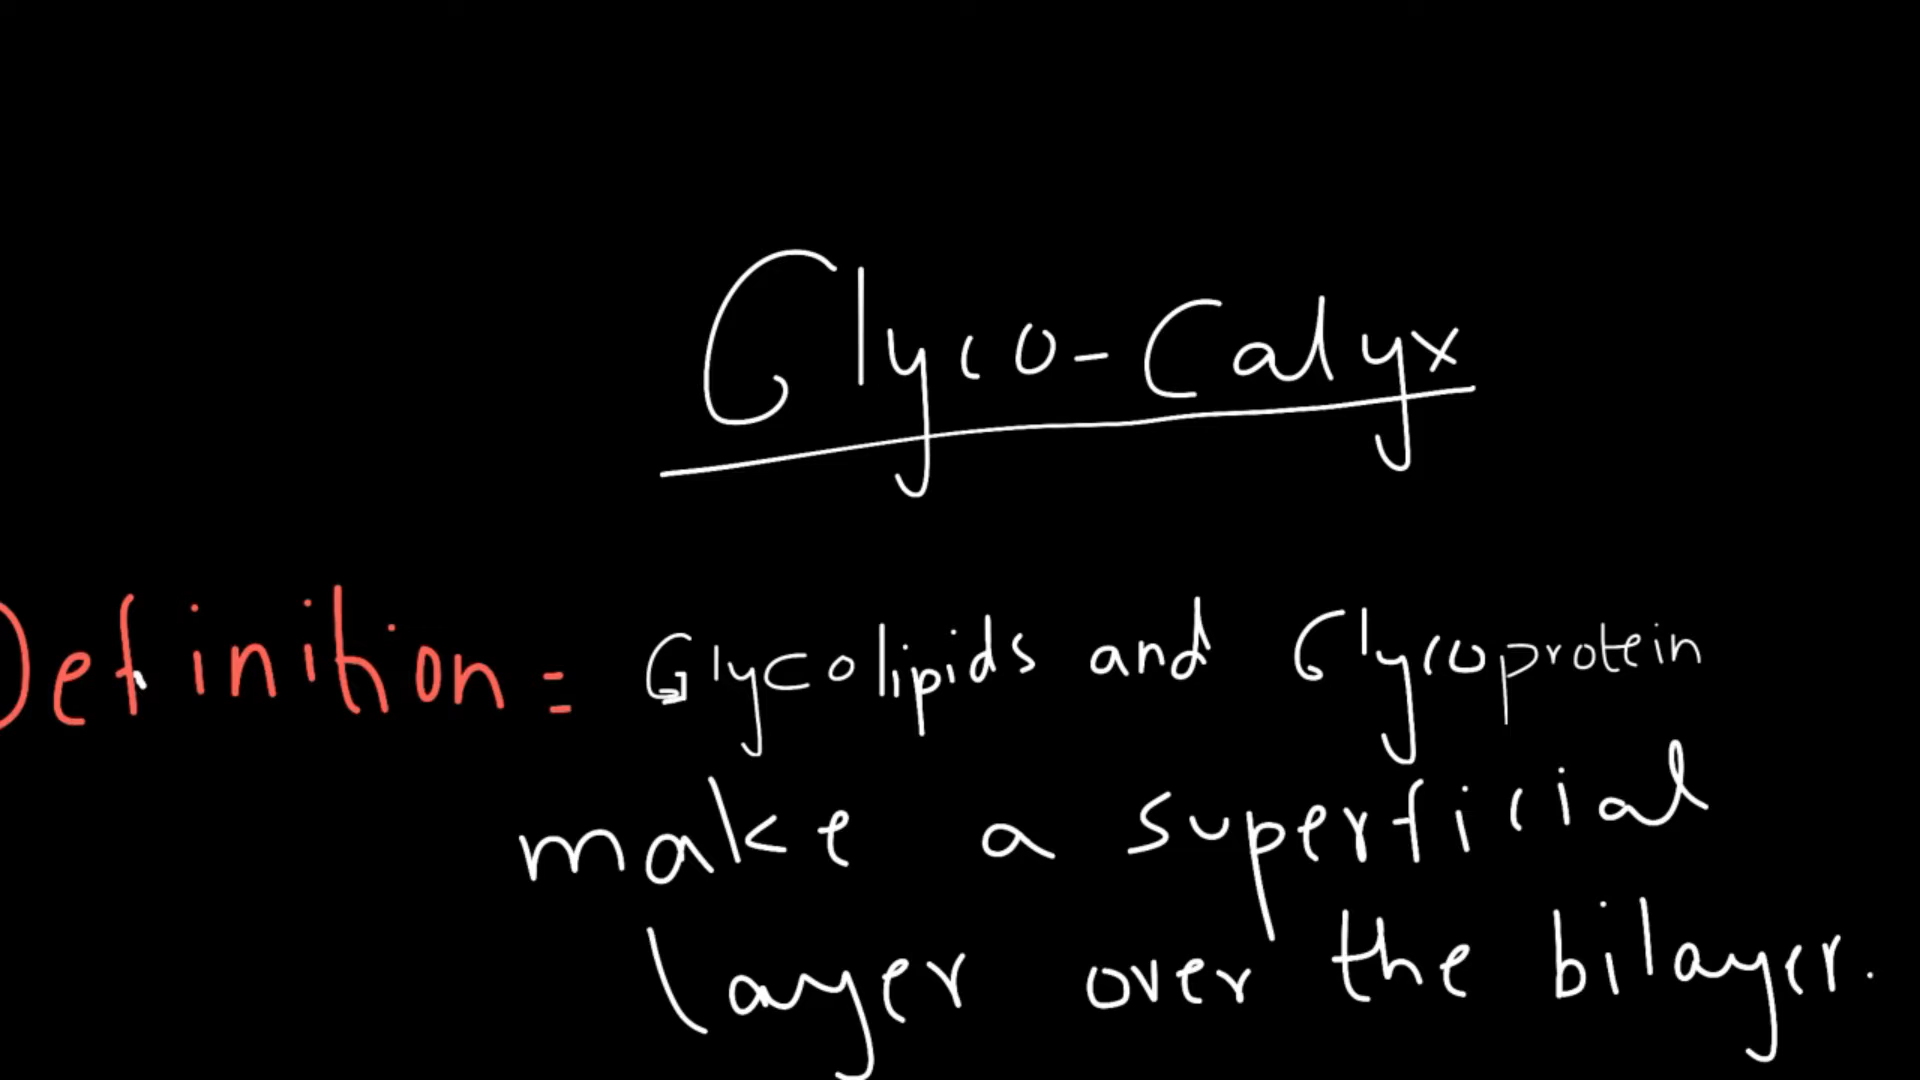 Glyco-Calyx
Definition = Glycolipids and Glycoprotein
make a superficial
layer over the bilayer.